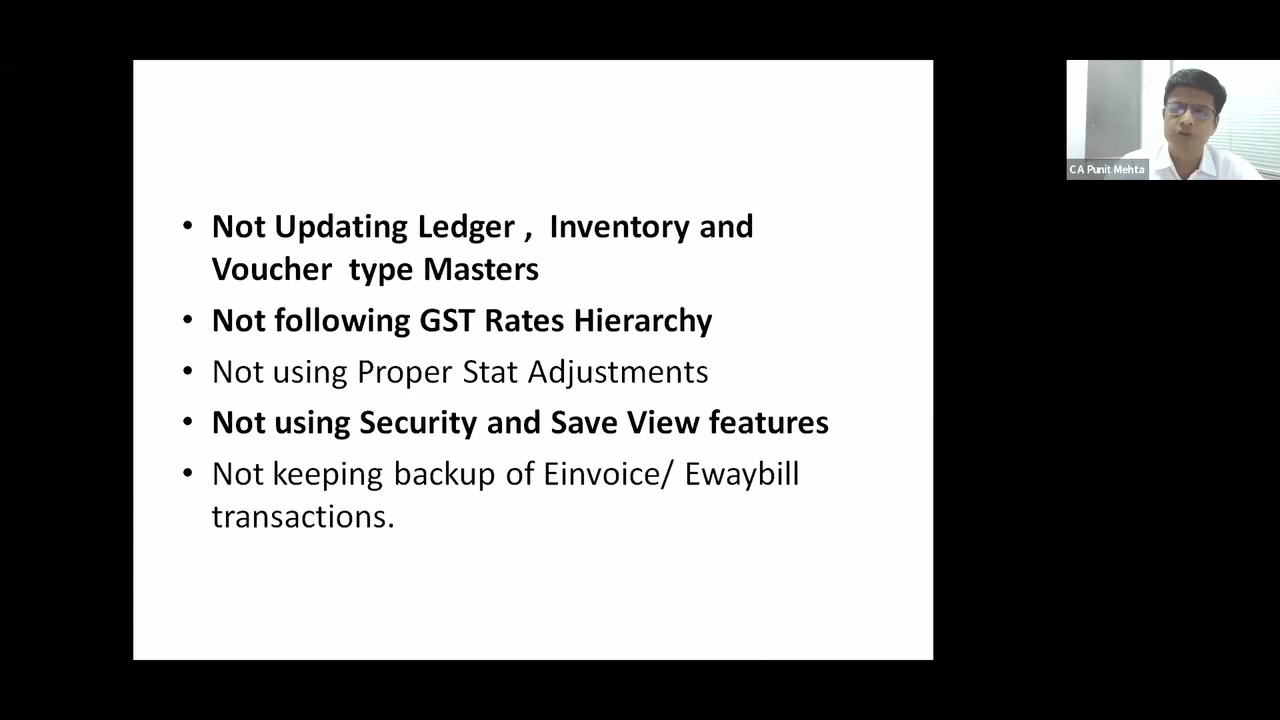 • Not Updating Ledger ,  Inventory and
Voucher  type Masters
• Not following GST Rates Hierarchy
• Not using Proper Stat Adjustments
• Not using Security and Save View features
• Not keeping backup of Einvoice/ Ewaybill
transactions.
CA Punit Mehta